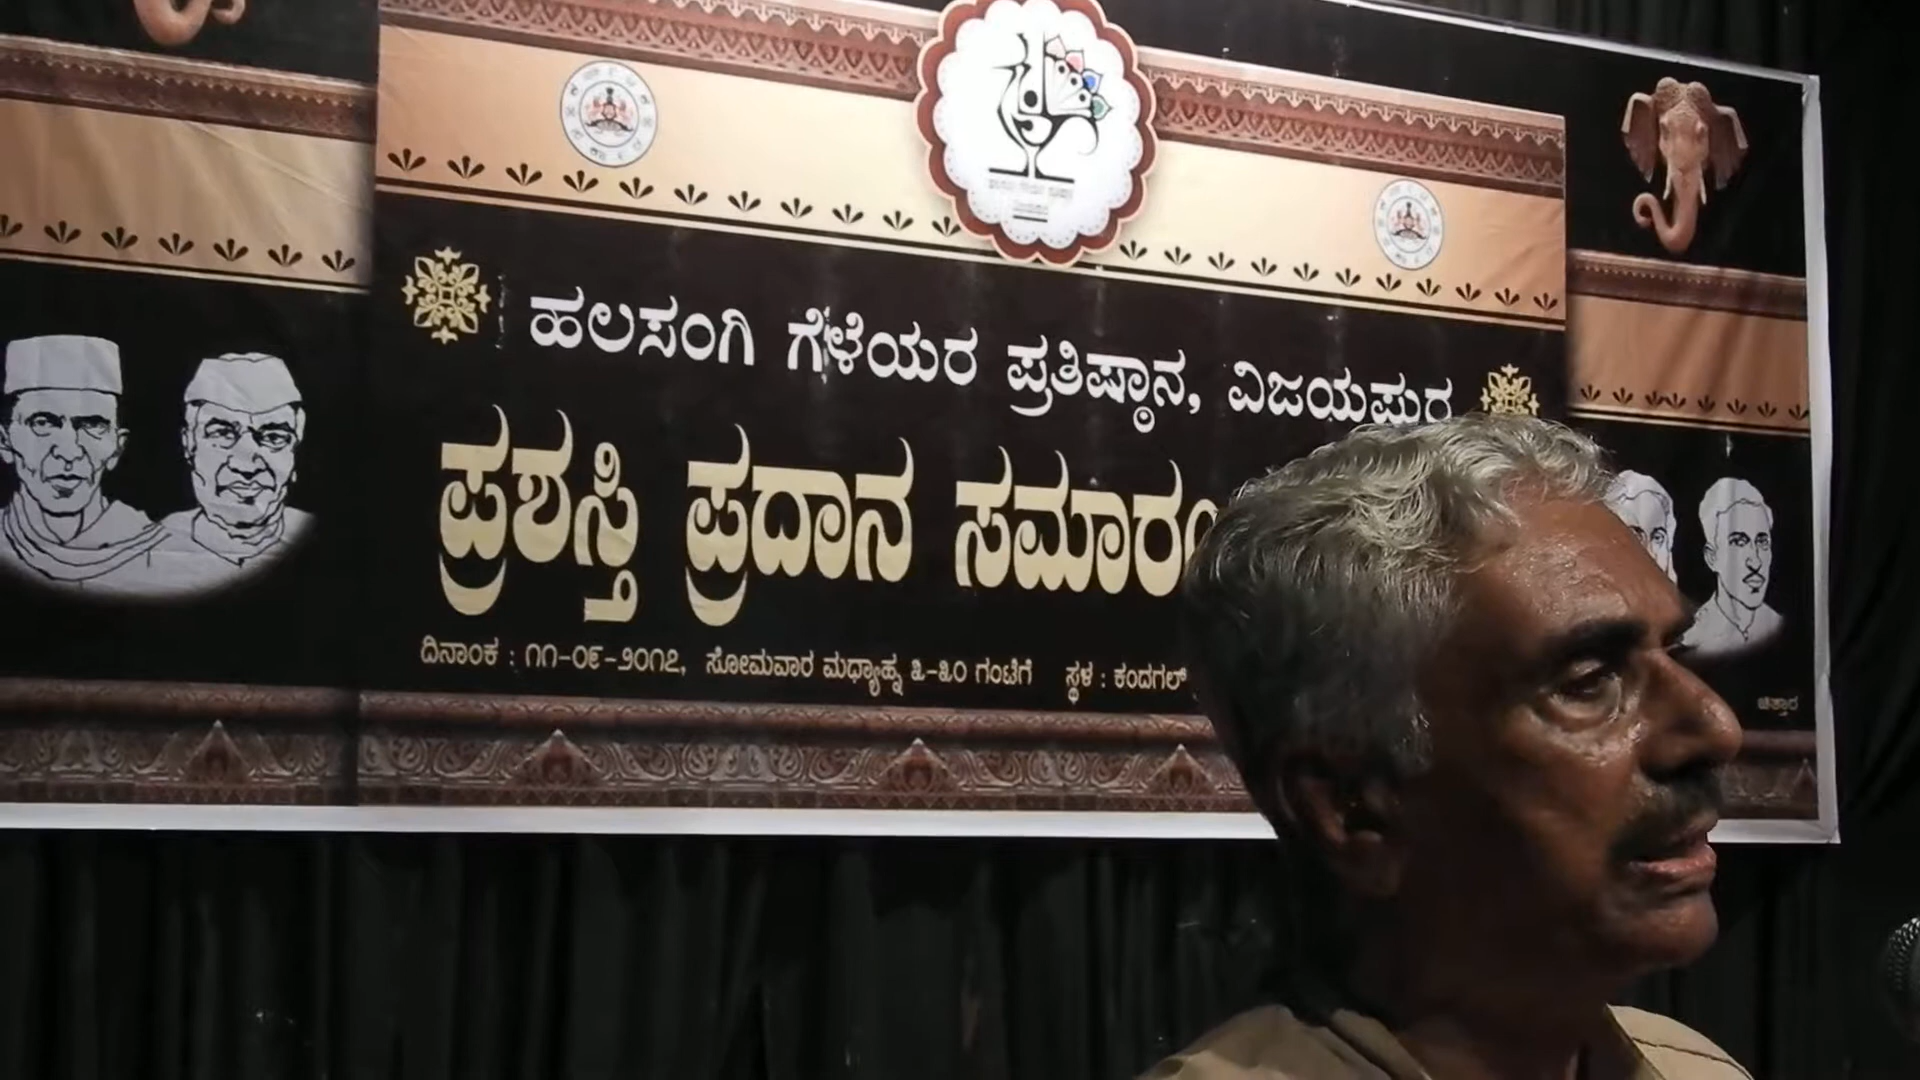 ಹಲಸಂಗಿ ಗೆಳೆಯರ ಪ್ರತಿಷ್ಠಾನ, ವಿಜಯಪುರ
ಪ್ರಶಸ್ತಿ ಪ್ರದಾನ ಸಮಾರಂ
ದಿನಾಂಕ : ೧೧-೦೯-೨೦೧೭, ಸೋಮವಾರ ಮಧ್ಯಾಹ್ನ ೩-೩೦ ಗಂಟೆಗೆ ಸ್ಥಳ : ಕಂದಗಲ್
ಚಿತ್ತಾರ